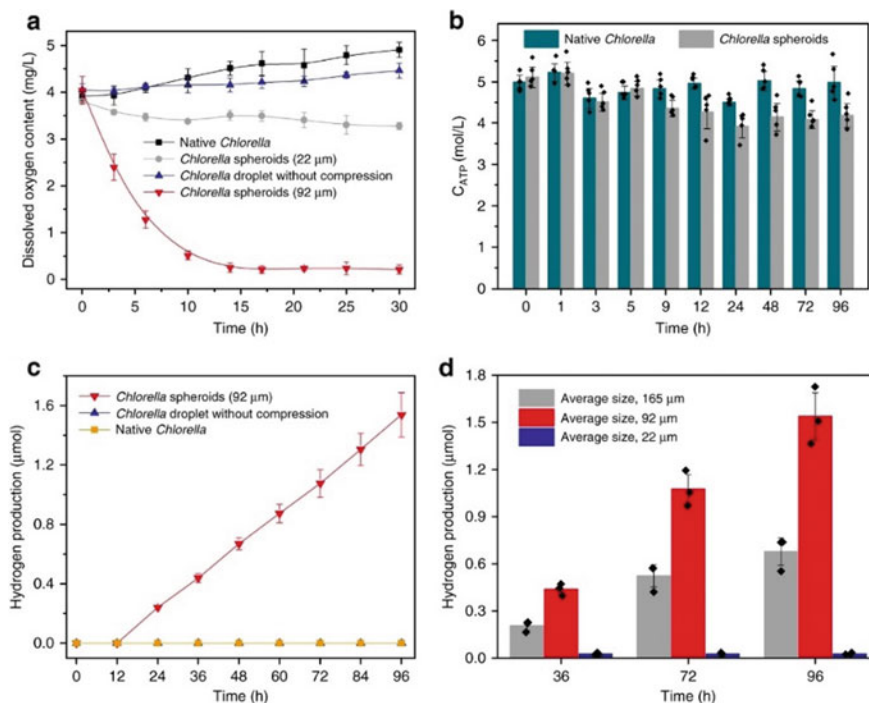 a
Dissolved oxygen content (mg/L)
5
4
3
2
1
0
Native Chlorella
Chlorella spheroids (22 μm)
Chlorella droplet without compression
Chlorella spheroids (92 μm)
0 5 10 15 20 25 30
Time (h)
b
Native Chlorella Chlorella spheroids
C_ATP (mol/L)
6
5
4
3
2
1
0
0 1 3 5 9 12 24 48 72 96
Time (h)
c
Hydrogen production (μmol)
1.6
1.2
0.8
0.4
0.0
Chlorella spheroids (92 μm)
Chlorella droplet without compression
Native Chlorella
0 12 24 36 48 60 72 84 96
Time (h)
d
Hydrogen production (μmol)
1.8
1.5
1.2
0.9
0.6
0.3
0.0
Average size, 165 μm
Average size, 92 μm
Average size, 22 μm
36 72 96
Time (h)